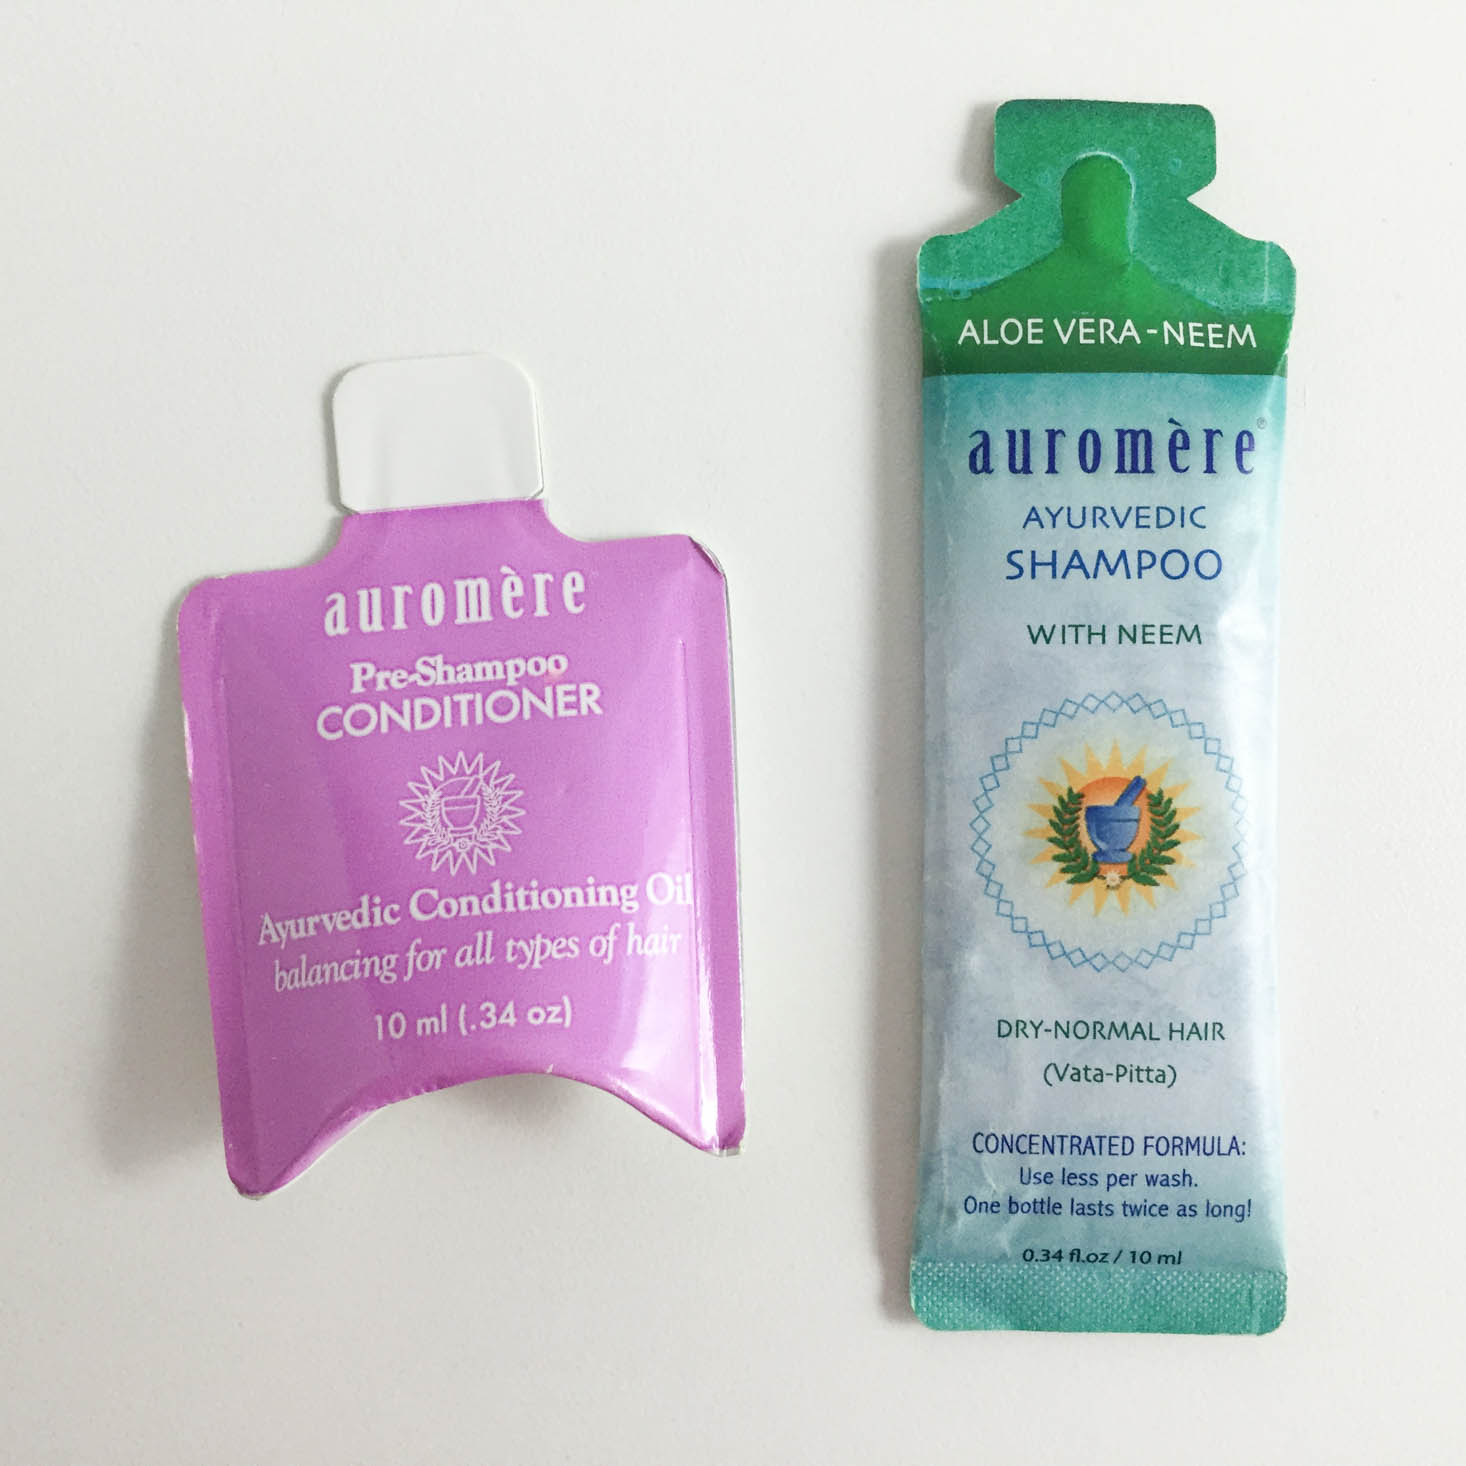 auromère
Pre-Shampoo
CONDITIONER
Ayurvedic Conditioning Oil
balancing for all types of hair
10 ml (.34 oz)
ALOE VERA-NEEM
auromère®
AYURVEDIC
SHAMPOO
WITH NEEM
DRY-NORMAL HAIR
(Vata-Pitta)
CONCENTRATED FORMULA:
Use less per wash.
One bottle lasts twice as long!
0.34 fl.oz / 10 ml